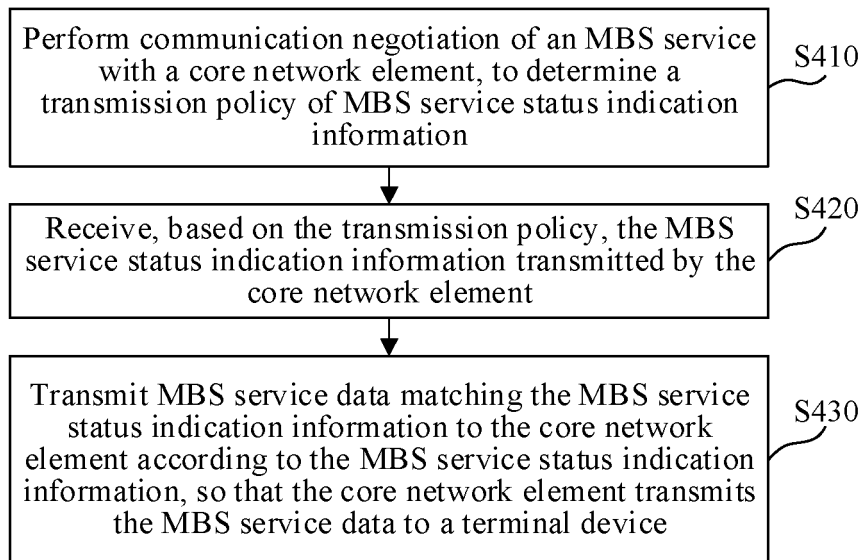 Perform communication negotiation of an MBS service
with a core network element, to determine a
transmission policy of MBS service status indication
information
S410
Receive, based on the transmission policy, the MBS
service status indication information transmitted by the
core network element
S420
Transmit MBS service data matching the MBS service
status indication information to the core network
element according to the MBS service status indication
information, so that the core network element transmits
the MBS service data to a terminal device
S430